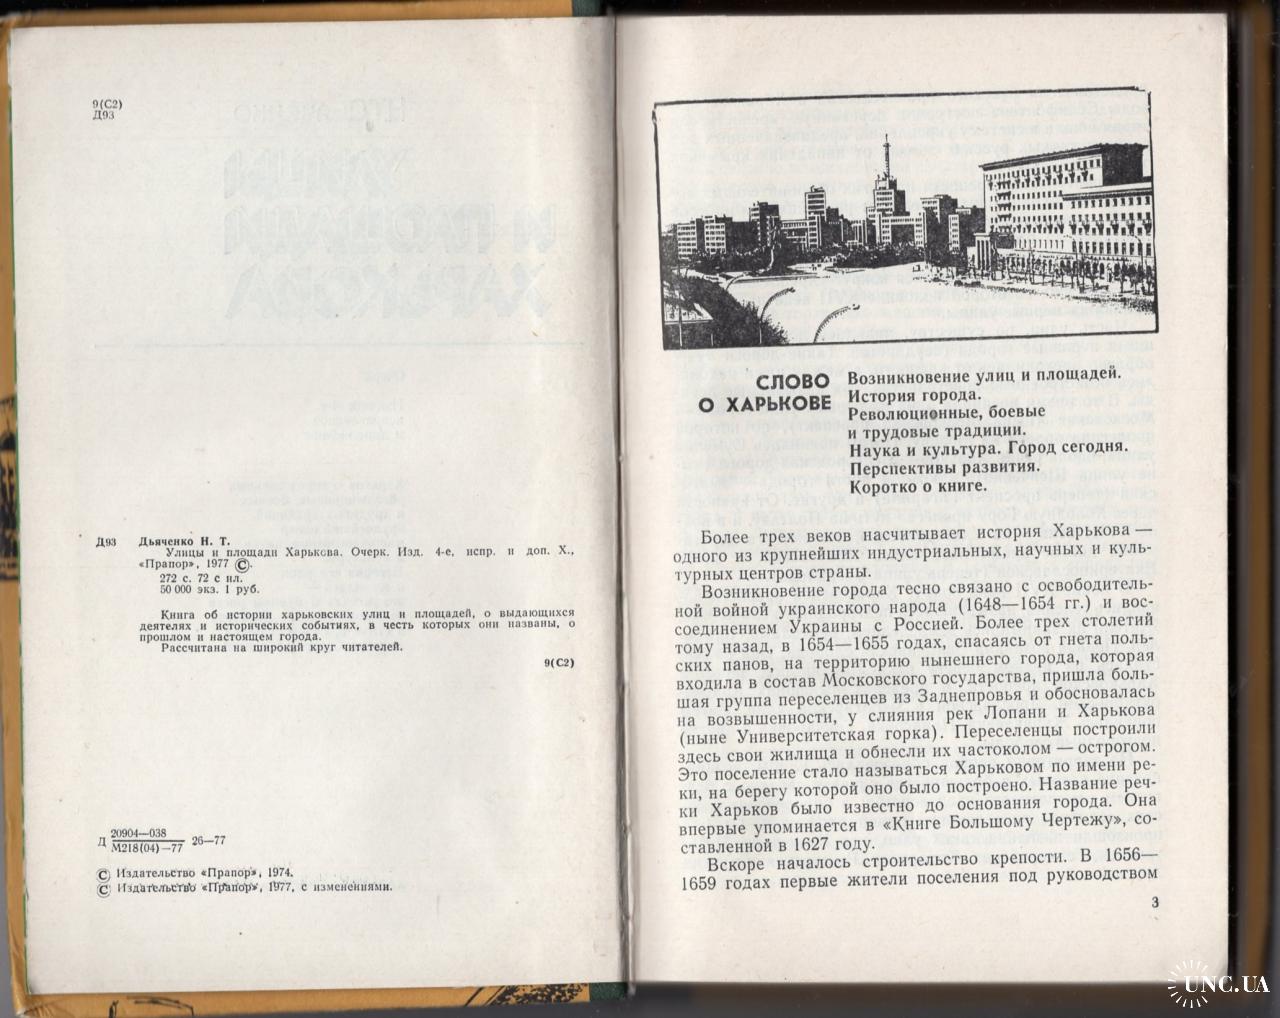 9(С2)
Д93
Д93 Дьяченко Н. Т.
Улицы и площади Харькова. Очерк. Изд. 4-е, испр. и доп. Х.,
«Прапор», 1977 ©.
272 с. 72 с ил.
50 000 экз. 1 руб.
Книга об истории харьковских улиц и площадей, о выдающихся
деятелях и исторических событиях, в честь которых они названы, о
прошлом и настоящем города.
Рассчитана на широкий круг читателей.
9(С2)
Д 20904—038 26—77
М218(04)—77
© Издательство «Прапор», 1974.
© Издательство «Прапор», 1977, с изменениями.
СЛОВО
О ХАРЬКОВЕ
Возникновение улиц и площадей.
История города.
Революционные, боевые
и трудовые традиции.
Наука и культура. Город сегодня.
Перспективы развития.
Коротко о книге.
Более трех веков насчитывает история Харькова —
одного из крупнейших индустриальных, научных и куль-
турных центров страны.
Возникновение города тесно связано с освободитель-
ной войной украинского народа (1648—1654 гг.) и вос-
соединением Украины с Россией. Более трех столетий
тому назад, в 1654—1655 годах, спасаясь от гнета поль-
ских панов, на территорию нынешнего города, которая
входила в состав Московского государства, пришла боль-
шая группа переселенцев из Заднепровья и обосновалась
на возвышенности, у слияния рек Лопани и Харькова
(ныне Университетская горка). Переселенцы построили
здесь свои жилища и обнесли их частоколом — острогом.
Это поселение стало называться Харьковом по имени ре-
ки, на берегу которой оно было построено. Название реч-
ки Харьков было известно до основания города. Она
впервые упоминается в «Книге Большому Чертежу», со-
ставленной в 1627 году.
Вскоре началось строительство крепости. В 1656—
1659 годах первые жители поселения под руководством
3
UNC.UA